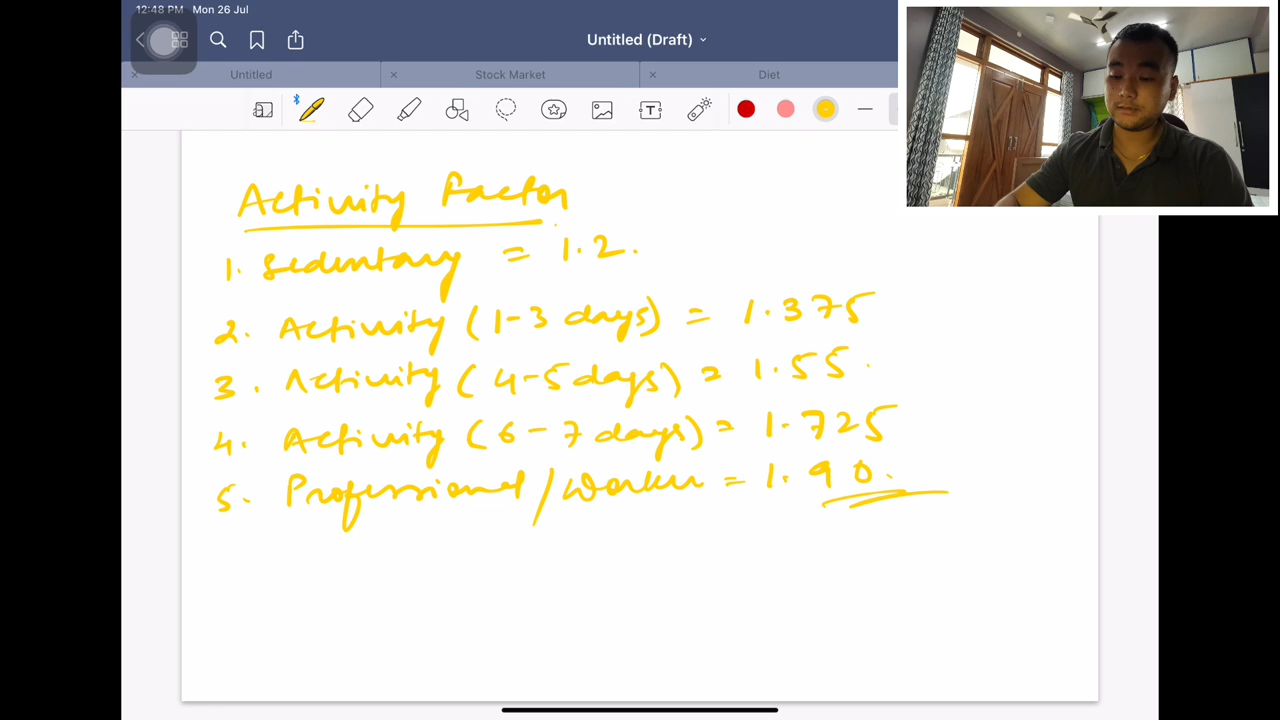 12:48 PM Mon 26 Jul
Untitled (Draft)
Untitled
Stock Market
Diet
Activity Factor
1. Sedentary = 1.2.
2. Activity (1-3 days) = 1.375
3. Activity (4-5 days) = 1.55.
4. Activity (6-7 days) = 1.725
5. Professional/Worker = 1.90.